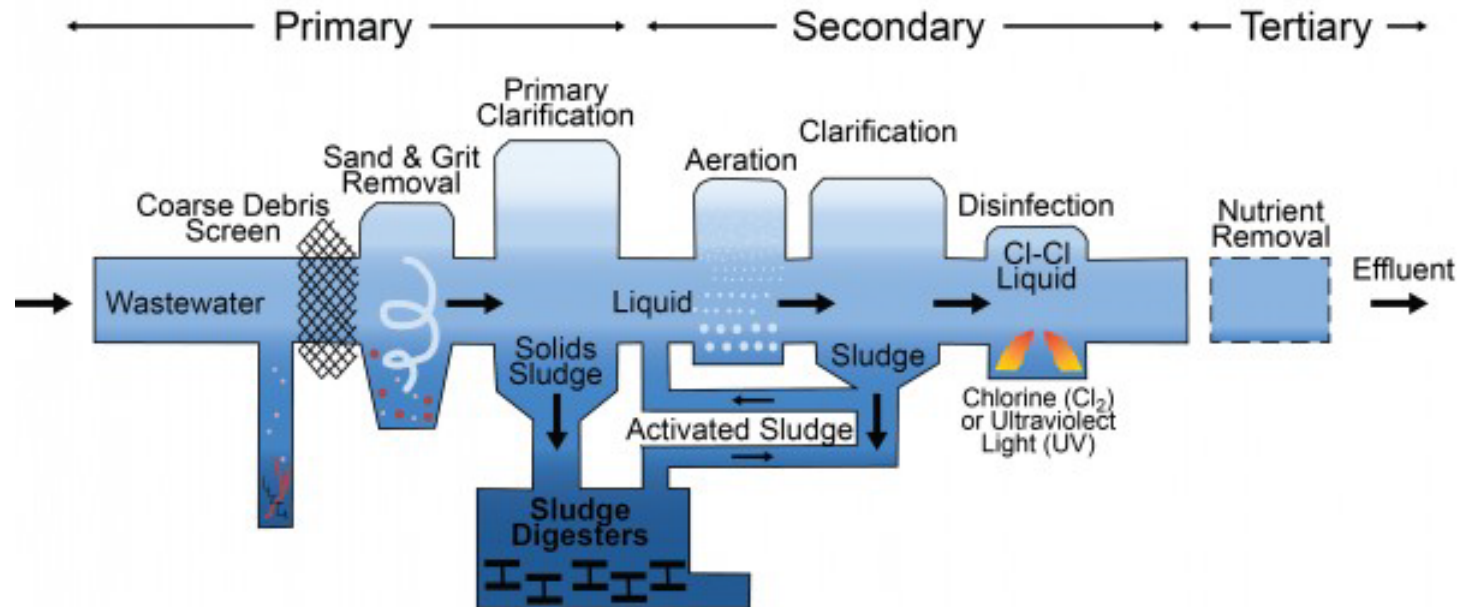 Primary
Secondary
Tertiary
Primary
Clarification
Sand & Grit
Removal
Coarse Debris
Screen
Wastewater
Solids
Sludge
Liquid
Aeration
Clarification
Sludge
Activated Sludge
Sludge
Digesters
Disinfection
Cl-Cl
Liquid
Chlorine (Cl₂)
or Ultraviolect
Light (UV)
Nutrient
Removal
Effluent